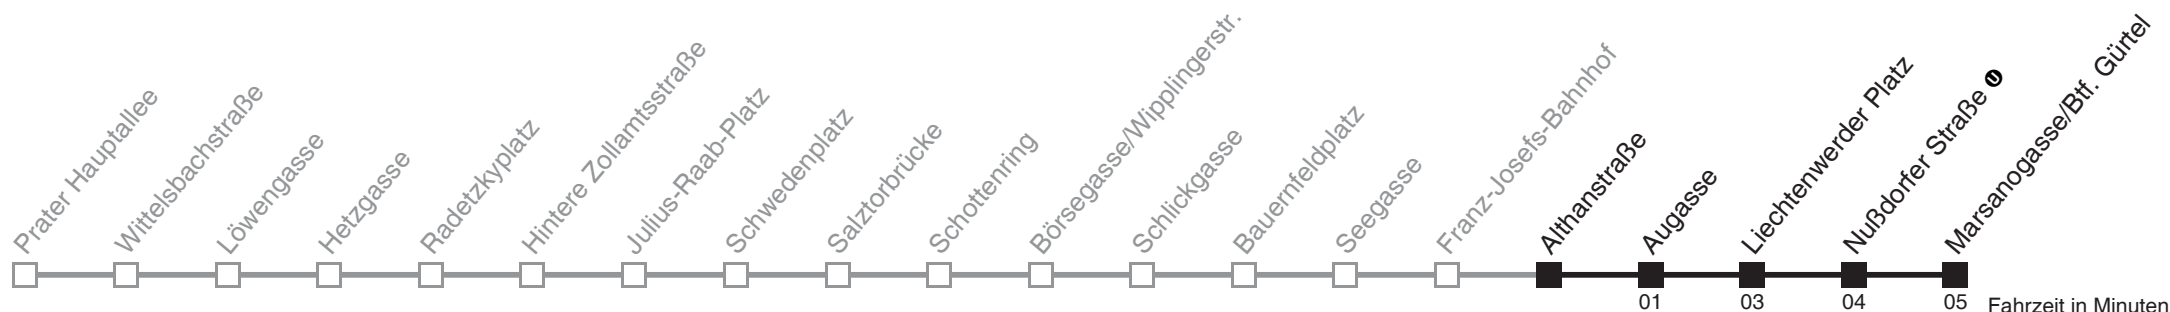 Prater Hauptallee
Wittelsbachstraße
Löwengasse
Hetzgasse
Radetzkyplatz
Hintere Zollamtsstraße
Julius-Raab-Platz
Schwedenplatz
Salztorbrücke
Schottenring
Börsegasse/Wipplingerstr.
Schlickgasse
Bauernfeldplatz
Seegasse
Franz-Josefs-Bahnhof
Althanstraße
Augasse
Liechtenwerder Platz
Nußdorfer Straße U
Marsanogasse/Btf. Gürtel
01 03 04 05 Fahrzeit in Minuten